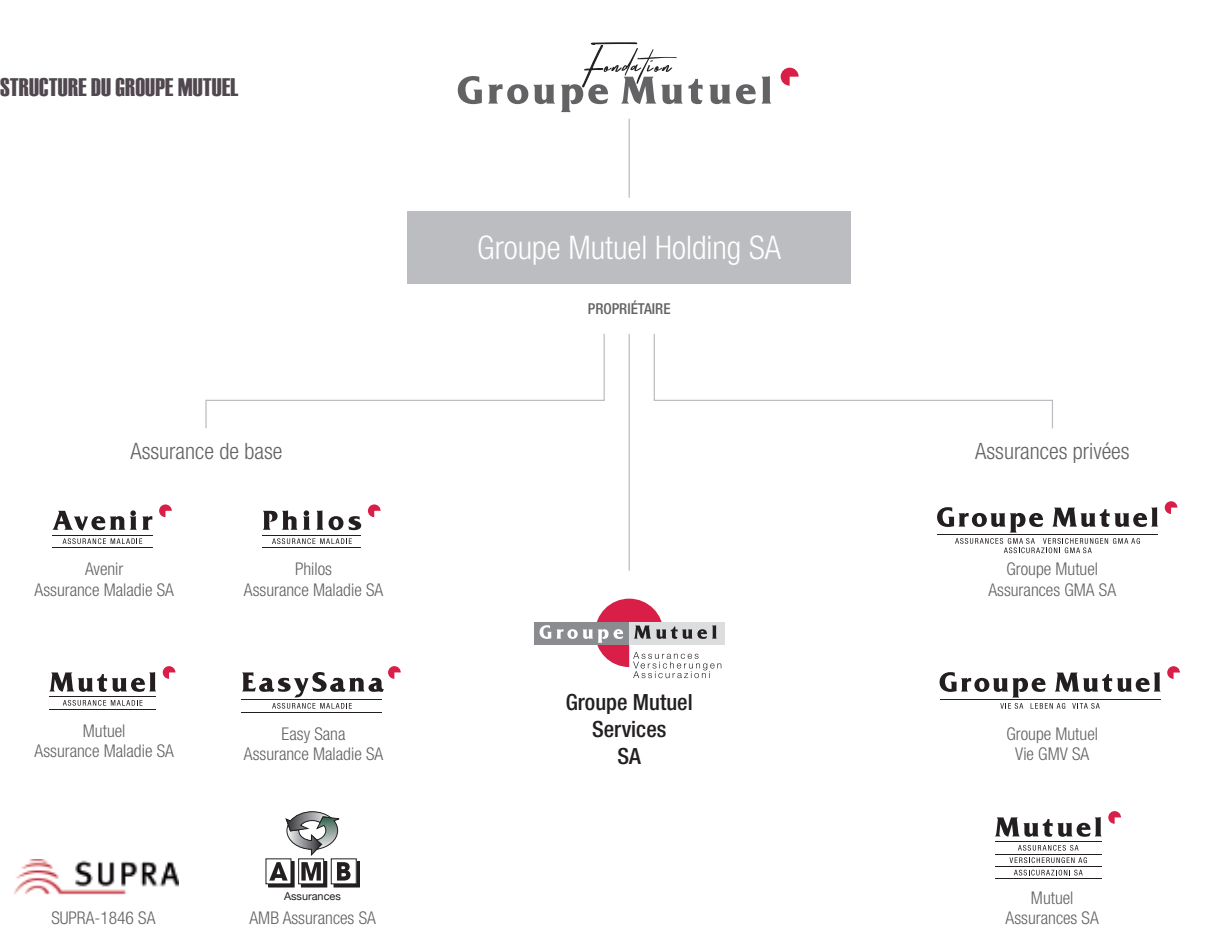 STRUCTURE DU GROUPE MUTUEL
Fondation
Groupe Mutuel
Groupe Mutuel Holding SA
PROPRIÉTAIRE
Assurance de base
Avenir
ASSURANCE MALADIE
Avenir
Assurance Maladie SA
Philos
ASSURANCE MALADIE
Philos
Assurance Maladie SA
Mutuel
ASSURANCE MALADIE
Mutuel
Assurance Maladie SA
EasySana
ASSURANCE MALADIE
Easy Sana
Assurance Maladie SA
SUPRA
SUPRA-1846 SA
AMB
Assurances
AMB Assurances SA
Groupe Mutuel
Assurances
Versicherungen
Assicurazioni
Groupe Mutuel
Services
SA
Assurances privées
Groupe Mutuel
ASSURANCES GMA SA VERSICHERUNGEN GMA AG
ASSICURAZIONI GMA SA
Groupe Mutuel
Assurances GMA SA
Groupe Mutuel
VIE SA LEBEN AG VITA SA
Groupe Mutuel
Vie GMV SA
Mutuel
ASSURANCES SA
VERSICHERUNGEN AG
ASSICURAZIONI SA
Mutuel
Assurances SA